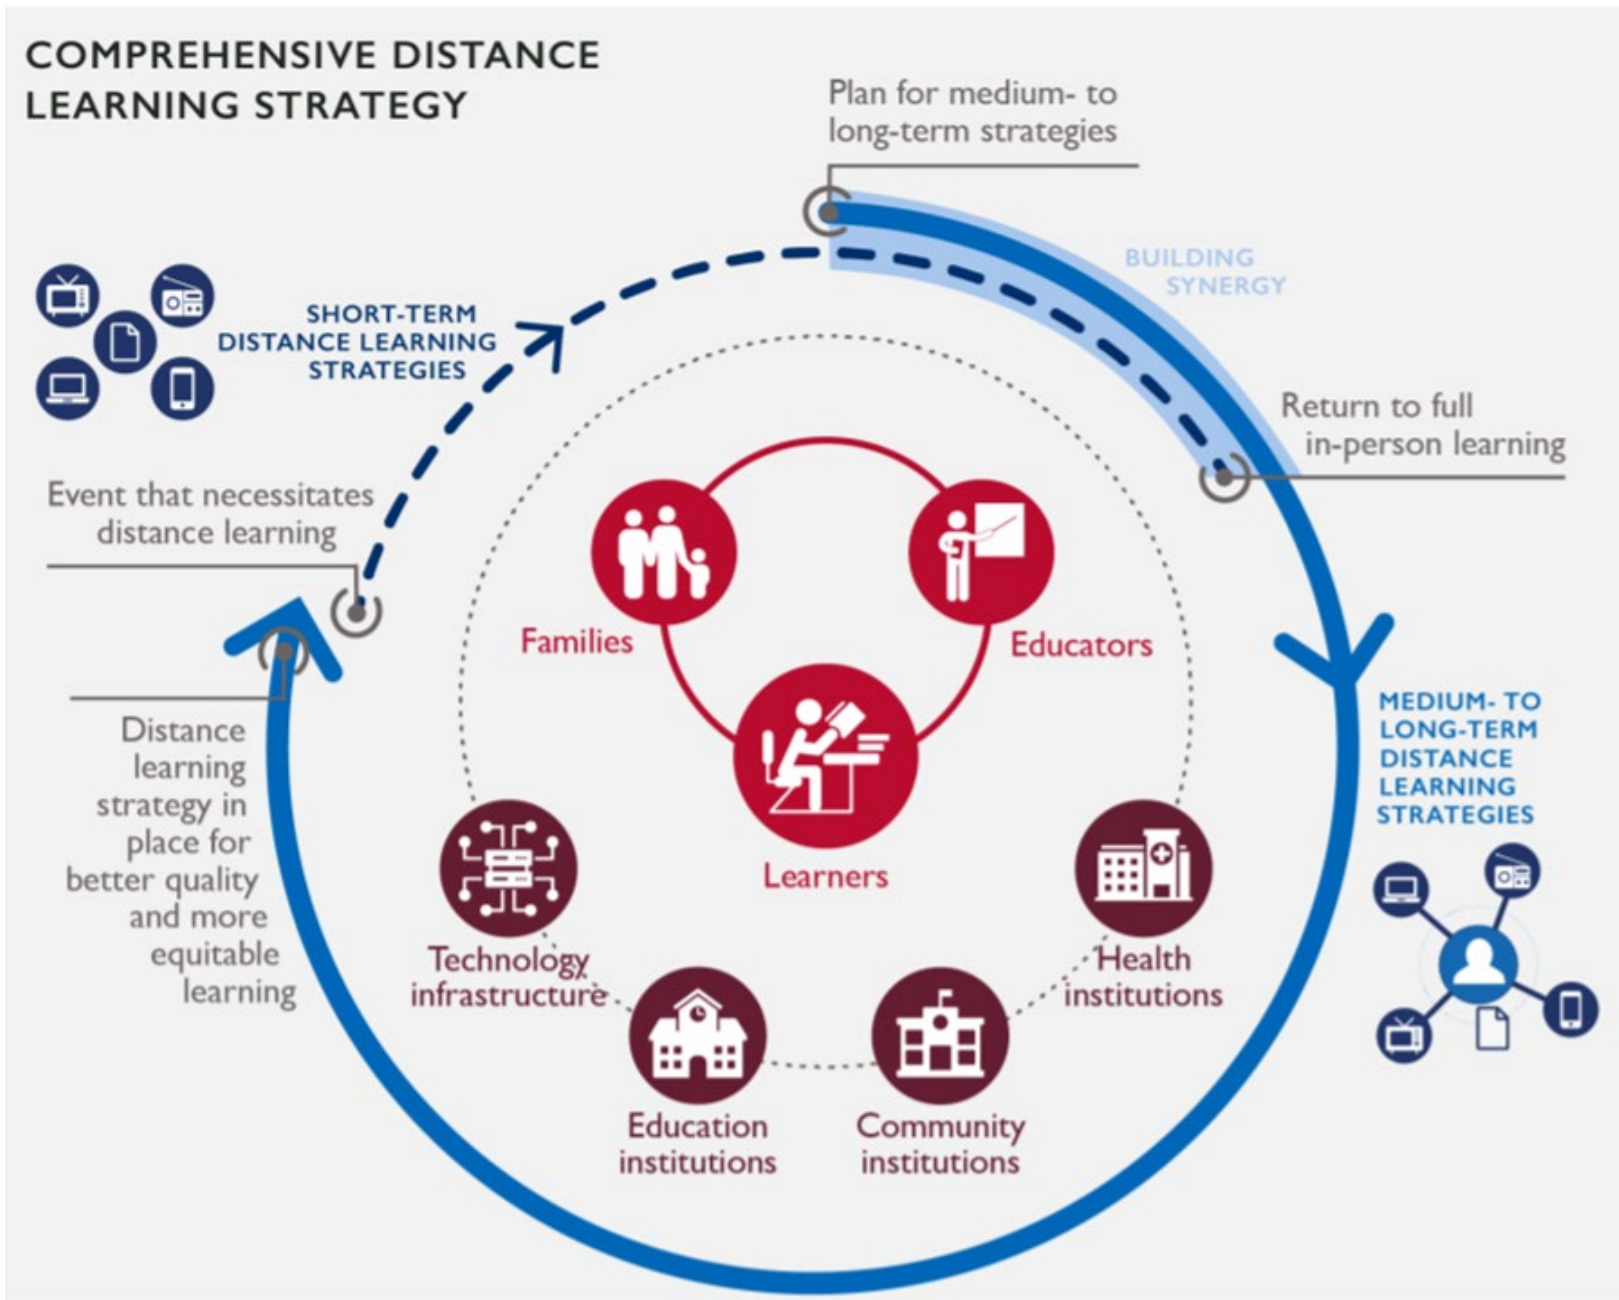 COMPREHENSIVE DISTANCE
LEARNING STRATEGY
Plan for medium- to
long-term strategies
BUILDING
SYNERGY
SHORT-TERM
DISTANCE LEARNING
STRATEGIES
Return to full
in-person learning
Event that necessitates
distance learning
Families
Educators
Distance
learning
strategy in
place for
better quality
and more
equitable
learning
MEDIUM- TO
LONG-TERM
DISTANCE
LEARNING
STRATEGIES
Learners
Technology
infrastructure
Health
institutions
Education
institutions
Community
institutions